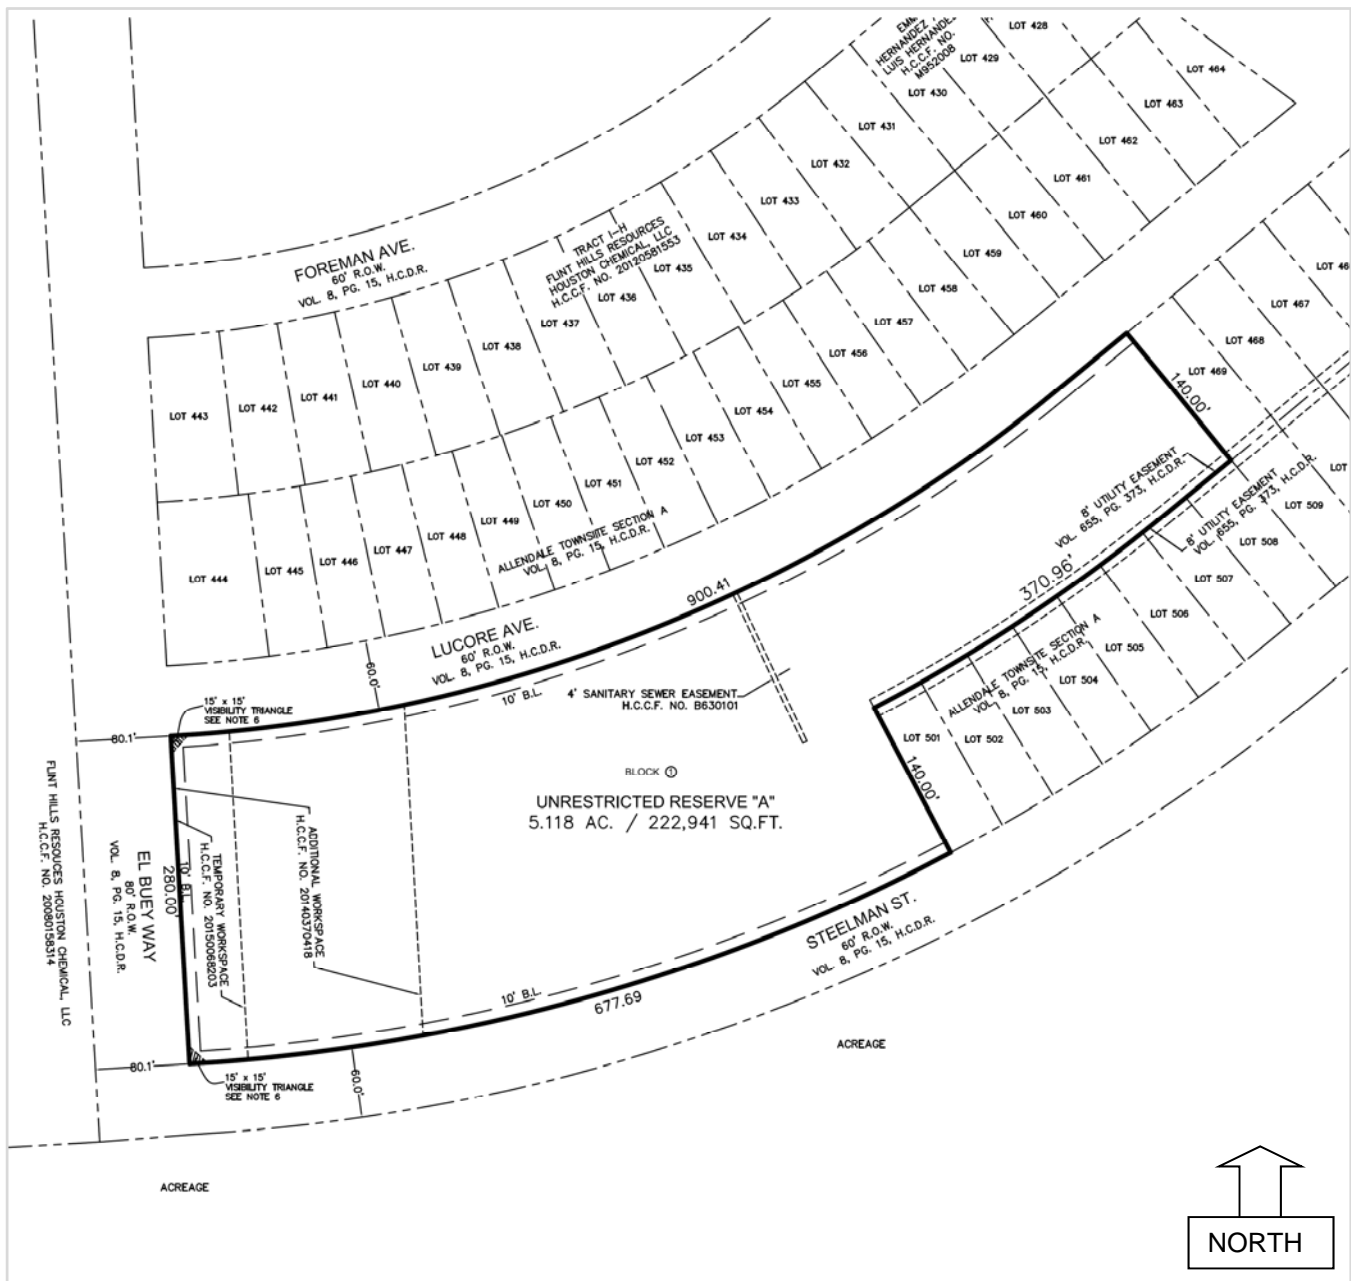 EMM
HERNANDEZ
LUIS HERNANDE
H.C.C.F. NO.
M952008
LOT 428
LOT 429
LOT 430
LOT 431
LOT 432
LOT 433
LOT 434
LOT 435
LOT 436
LOT 437
LOT 438
LOT 439
LOT 440
LOT 441
LOT 442
LOT 443
LOT 464
LOT 463
LOT 462
LOT 461
LOT 460
LOT 459
LOT 458
LOT 457
LOT 456
LOT 455
LOT 454
LOT 453
LOT 452
LOT 451
LOT 450
LOT 449
LOT 448
LOT 447
LOT 446
LOT 445
LOT 444
FOREMAN AVE.
60' R.O.W.
VOL. 8, PG. 15, H.C.D.R.
TRACT I-H
FLINT HILLS RESOURCES
HOUSTON CHEMICAL, LLC
H.C.C.F. NO. 20120581553
ALLENDALE TOWNSITE SECTION A
VOL. 8, PG. 15, H.C.D.R.
LUCORE AVE.
60' R.O.W.
VOL. 8, PG. 15, H.C.D.R.
60.0'
900.41
140.00'
LOT 46
LOT 467
LOT 468
LOT 469
LOT
LOT 509
LOT 508
LOT 507
LOT 506
LOT 505
LOT 504
LOT 503
LOT 502
LOT 501
8' UTILITY EASEMENT
VOL. 655, PG. 373, H.C.D.R.
8' UTILITY EASEMENT
VOL. 655, PG. 373, H.C.D.R.
370.96'
ALLENDALE TOWNSITE SECTION A
VOL. 8, PG. 15, H.C.D.R.
140.00'
15' x 15'
VISIBILITY TRIANGLE
SEE NOTE 6
10' B.L.
4' SANITARY SEWER EASEMENT
H.C.C.F. NO. B630101
80.1'
BLOCK 1
UNRESTRICTED RESERVE "A"
5.118 AC. / 222,941 SQ.FT.
FLINT HILLS RESOUCES HOUSTON CHEMICAL, LLC
H.C.C.F. NO. 20080158314
EL BUEY WAY
80' R.O.W.
VOL. 8, PG. 15, H.C.D.R.
280.00'
10' B.L.
TEMPORARY WORKSPACE
H.C.C.F. NO. 20150068203
ADDITIONAL WORKSPACE
H.C.C.F. NO. 20140370418
STEELMAN ST.
60' R.O.W.
VOL. 8, PG. 15, H.C.D.R.
10' B.L.
677.69
80.1'
15' x 15'
VISIBILITY TRIANGLE
SEE NOTE 6
60.0'
ACREAGE
ACREAGE
NORTH